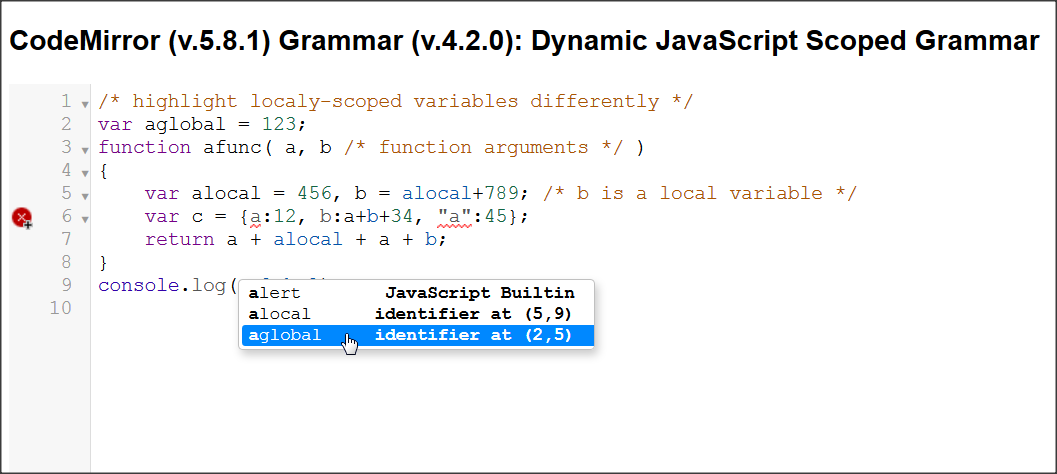 CodeMirror (v.5.8.1) Grammar (v.4.2.0): Dynamic JavaScript Scoped Grammar
1 /* highlight localy-scoped variables differently */
2 var aglobal = 123;
3 function afunc( a, b /* function arguments */ )
4 {
5 var alocal = 456, b = alocal+789; /* b is a local variable */
6 var c = {a:12, b:a+b+34, "a":45};
7 return a + alocal + a + b;
8 }
9 console.log(
10
alert JavaScript Builtin
alocal identifier at (5,9)
aglobal identifier at (2,5)